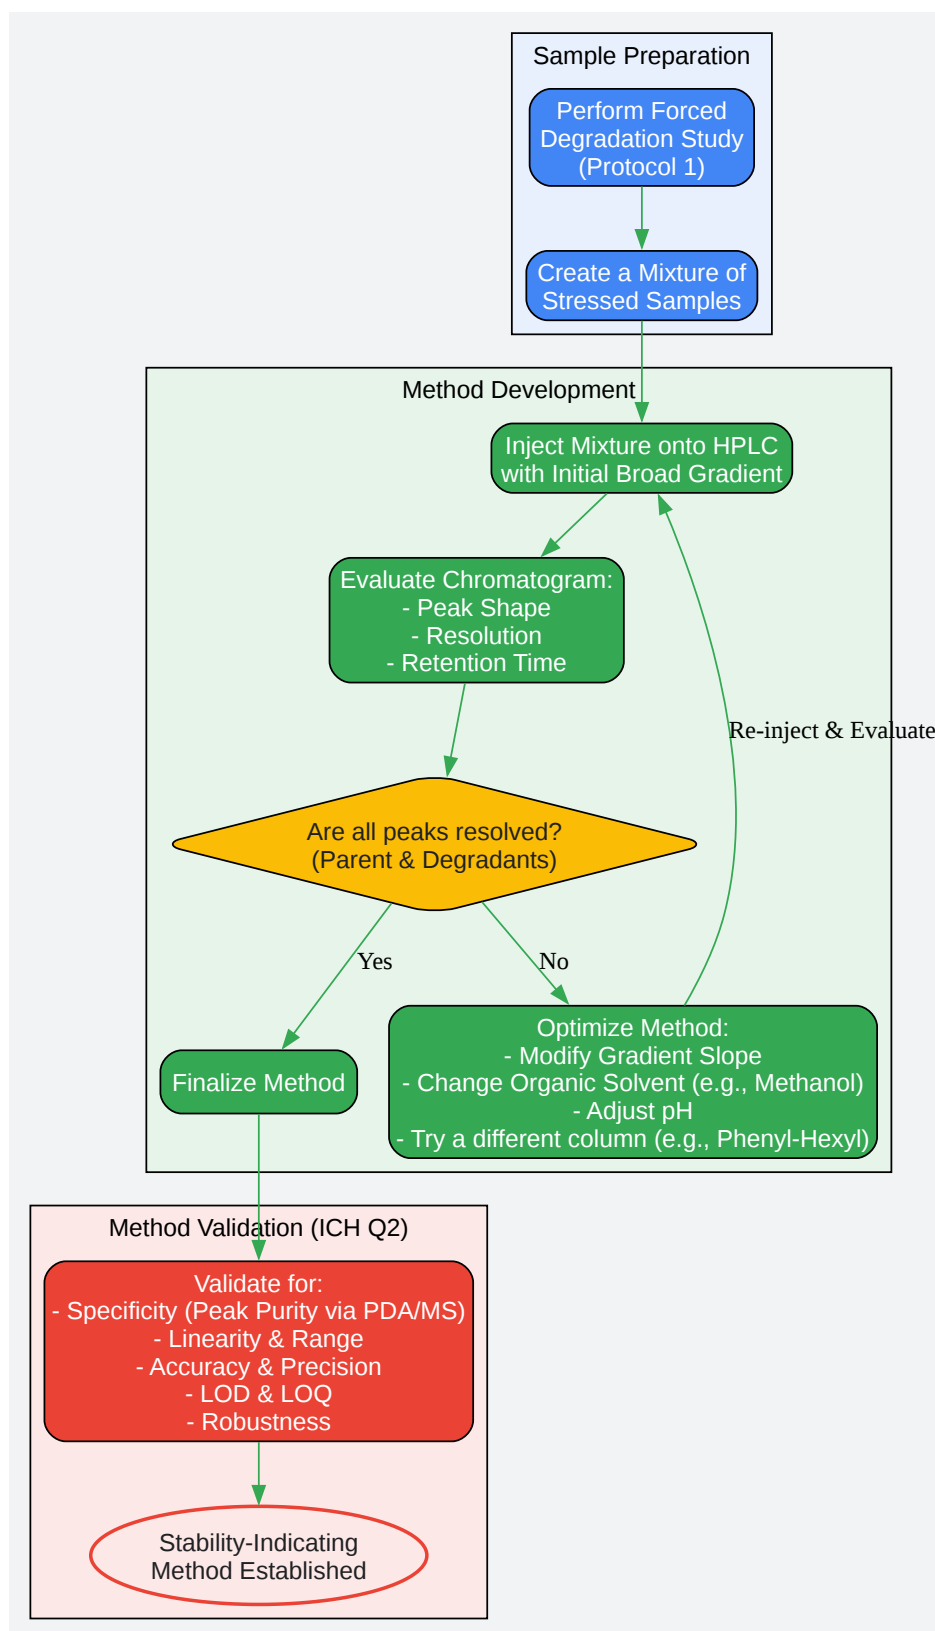 Sample Preparation
Perform Forced
Degradation Study
(Protocol 1)
Create a Mixture of
Stressed Samples
Method Development
Inject Mixture onto HPLC
with Initial Broad Gradient
Evaluate Chromatogram:
- Peak Shape
- Resolution
- Retention Time
Re-inject & Evaluate
Are all peaks resolved?
(Parent & Degradants)
Yes
No
Finalize Method
Optimize Method:
- Modify Gradient Slope
- Change Organic Solvent (e.g., Methanol)
- Adjust pH
- Try a different column (e.g., Phenyl-Hexyl)
Method Validation (ICH Q2)
Validate for:
- Specificity (Peak Purity via PDA/MS)
- Linearity & Range
- Accuracy & Precision
- LOD & LOQ
- Robustness
Stability-Indicating
Method Established